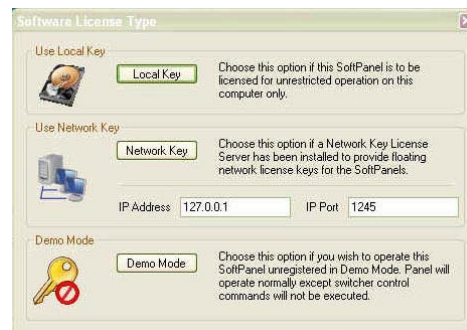 Software License Type
Use Local Key
Local Key
Choose this option if this SoftPanel is to be
licensed for unrestricted operation on this
computer only.
Use Network Key
Network Key
Choose this option if a Network Key License
Server has been installed to provide floating
network license keys for the SoftPanels.
IP Address 127.0.0.1 IP Port 1245
Demo Mode
Demo Mode
Choose this option if you wish to operate this
SoftPanel unregistered in Demo Mode. Panel will
operate normally except switcher control
commands will not be executed.